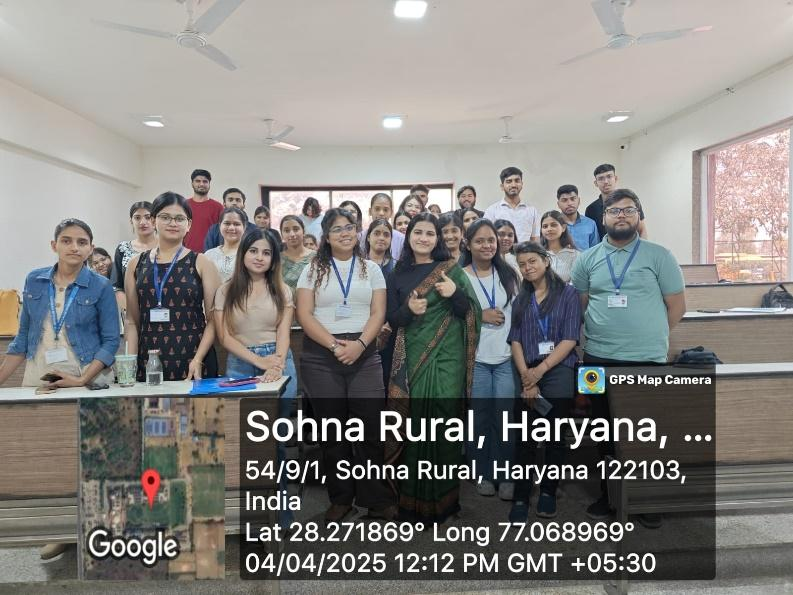 GPS Map Camera
Sohna Rural, Haryana, ...
54/9/1, Sohna Rural, Haryana 122103,
India
Lat 28.271869° Long 77.068969°
04/04/2025 12:12 PM GMT +05:30
Google